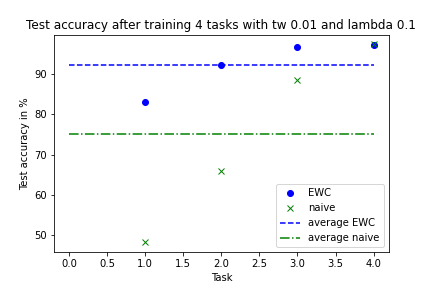 Test accuracy after training 4 tasks with tw 0.01 and lambda 0.1
Test accuracy in %
90
80
70
60
50
EWC
naive
average EWC
average naive
0.0 0.5 1.0 1.5 2.0 2.5 3.0 3.5 4.0
Task